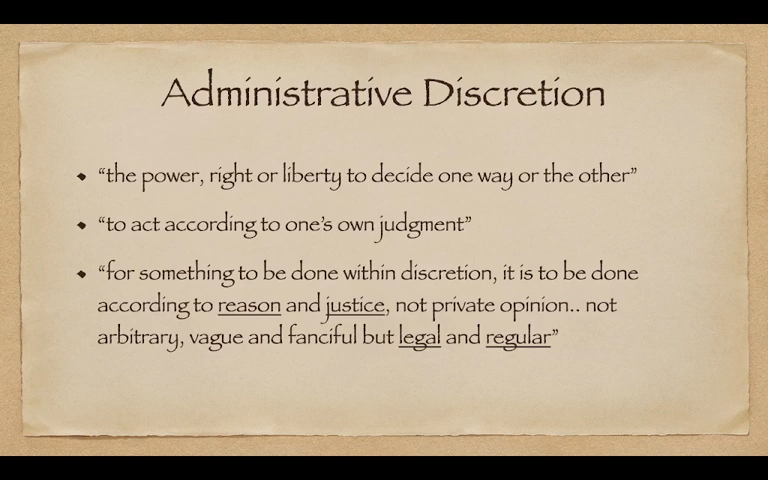 Administrative Discretion
• “the power, right or liberty to decide one way or the other”
• “to act according to one’s own judgment”
• “for something to be done within discretion, it is to be done
according to reason and justice, not private opinion.. not
arbitrary, vague and fanciful but legal and regular”